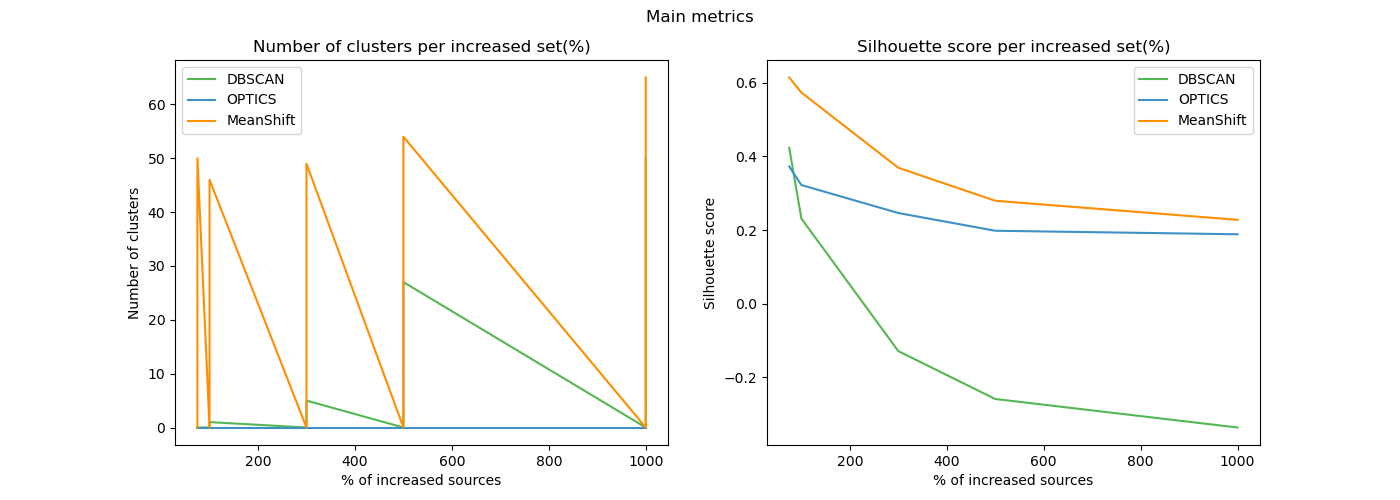 Main metrics
Number of clusters per increased set(%)
DBSCAN
OPTICS
MeanShift
60
50
40
30
20
10
0
Number of clusters
200
400
600
800
1000
% of increased sources
Silhouette score per increased set(%)
DBSCAN
OPTICS
MeanShift
0.6
0.4
0.2
0.0
−0.2
Silhouette score
200
400
600
800
1000
% of increased sources